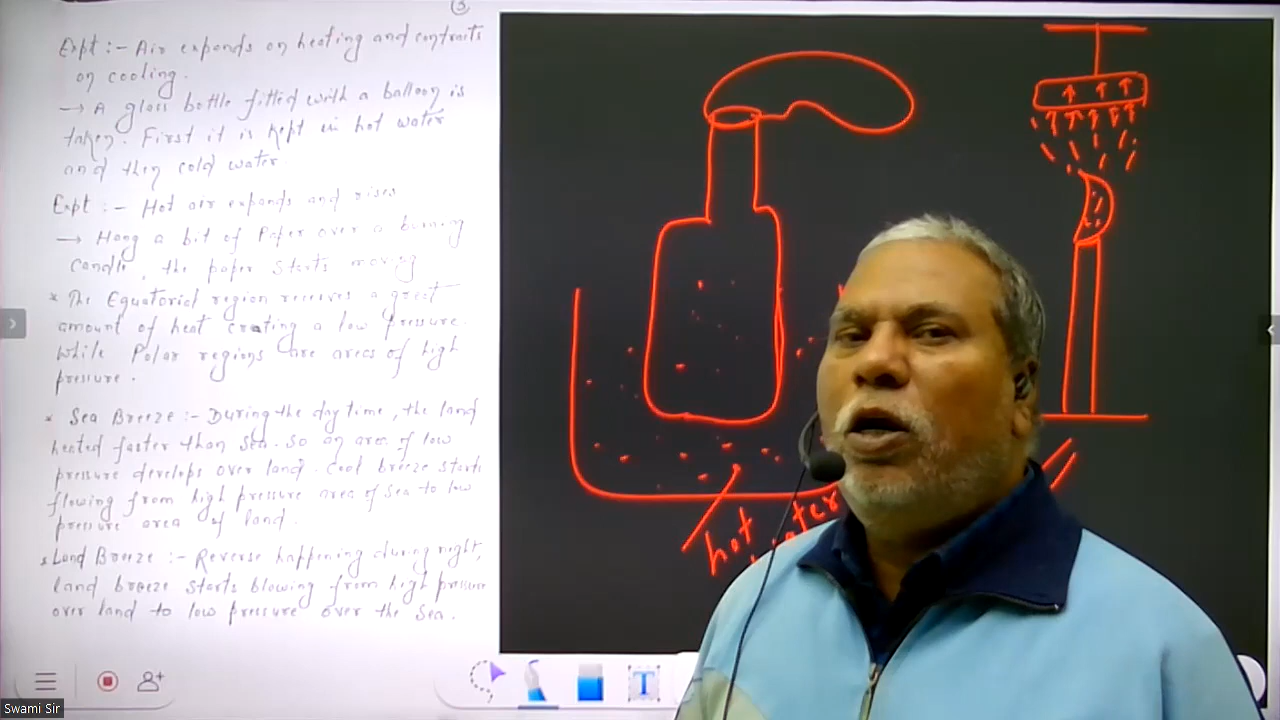 3
Expt :- Air expands on heating and contracts
on cooling.
→ A glass bottle fitted with a balloon is
taken. First it is kept in hot water
and then cold water.
Expt :- Hot air expands and rises
→ Hang a bit of Paper over a burning
candle, the paper starts moving
* The Equatorial region receives a great
amount of heat creating a low pressure.
while Polar regions are areas of high
pressure.
* Sea Breeze :- During the day time, the land
heated faster than sea. So an area of low
pressure develops over land. Cool breeze starts
flowing from high pressure area of sea to low
pressure area of land.
* Land Breeze :- Reverse happening during night,
land breeze starts blowing from high pressure
over land to low pressure over the Sea.
hot water
T
Swami Sir